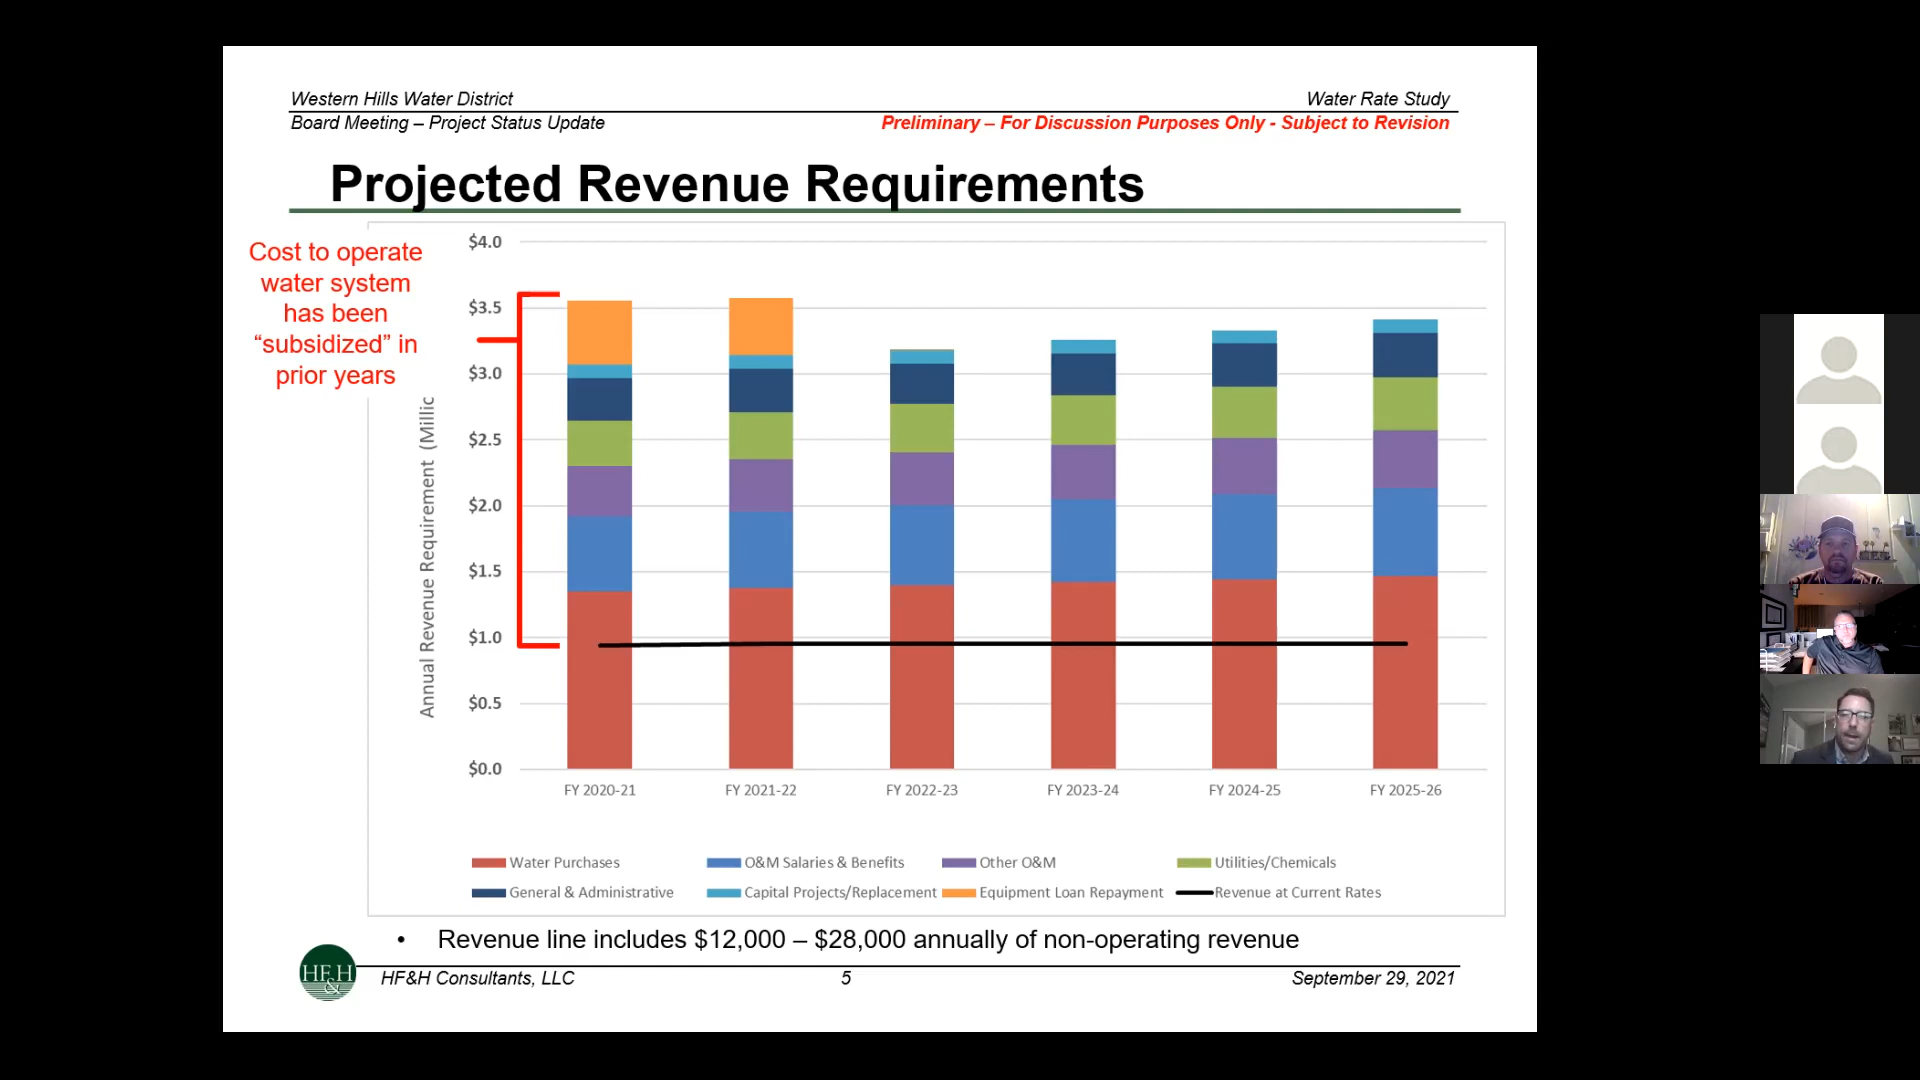 Western Hills Water District
Water Rate Study
Board Meeting – Project Status Update
Preliminary – For Discussion Purposes Only - Subject to Revision
Projected Revenue Requirements
Cost to operate
water system
has been
“subsidized” in
prior years
Annual Revenue Requirement (Millic
$4.0
$3.5
$3.0
$2.5
$2.0
$1.5
$1.0
$0.5
$0.0
FY 2020-21 FY 2021-22 FY 2022-23 FY 2023-24 FY 2024-25 FY 2025-26
Water Purchases O&M Salaries & Benefits Other O&M Utilities/Chemicals
General & Administrative Capital Projects/Replacement Equipment Loan Repayment Revenue at Current Rates
• Revenue line includes $12,000 – $28,000 annually of non-operating revenue
HF&H
HF&H Consultants, LLC 5 September 29, 2021